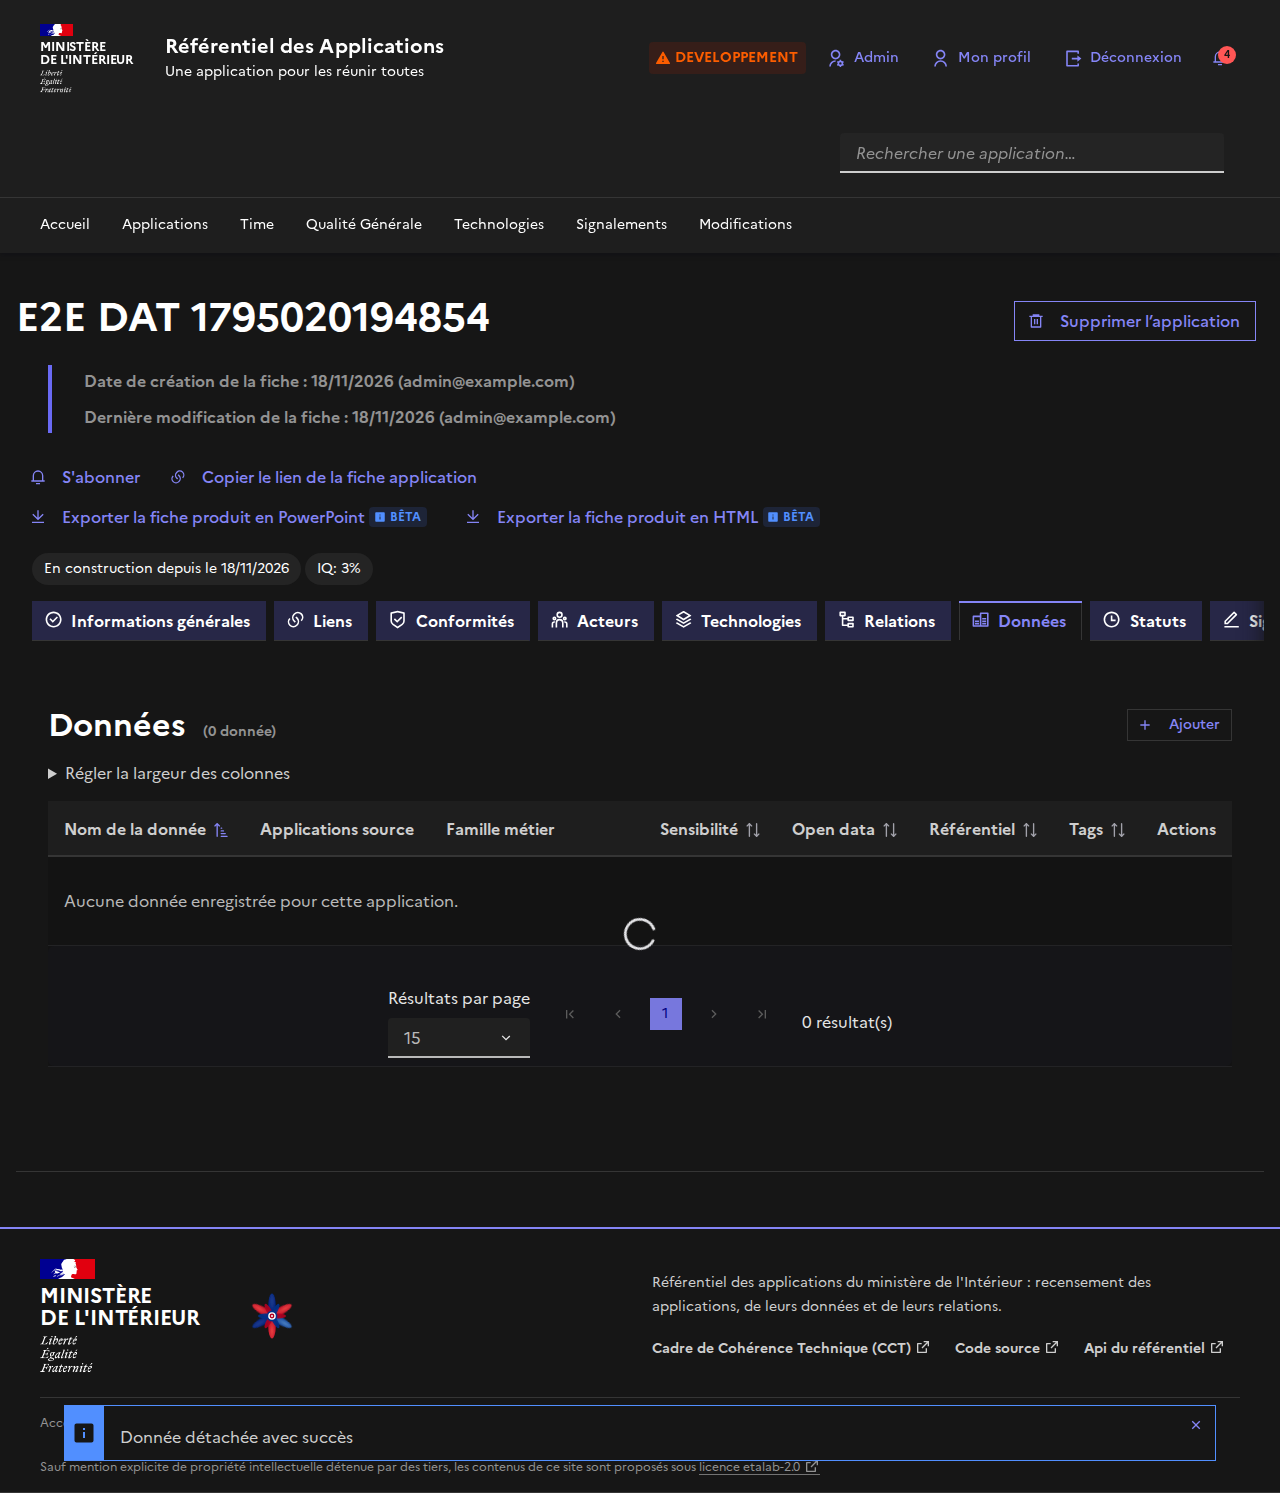 MINISTÈRE
DE L'INTÉRIEUR
Liberté
Égalité
Fraternité
Référentiel des Applications
Une application pour les réunir toutes
DEVELOPPEMENT
Admin
Mon profil
Déconnexion
4
Rechercher une application…
Accueil
Applications
Time
Qualité Générale
Technologies
Signalements
Modifications
E2E DAT 1795020194854
Supprimer l’application
Date de création de la fiche : 18/11/2026 (admin@example.com)
Dernière modification de la fiche : 18/11/2026 (admin@example.com)
S'abonner
Copier le lien de la fiche application
Exporter la fiche produit en PowerPoint BÊTA
Exporter la fiche produit en HTML BÊTA
En construction depuis le 18/11/2026
IQ: 3%
Informations générales
Liens
Conformités
Acteurs
Technologies
Relations
Données
Statuts
Données
(0 donnée)
Ajouter
Régler la largeur des colonnes
Nom de la donnée
Applications source
Famille métier
Sensibilité
Open data
Référentiel
Tags
Actions
Aucune donnée enregistrée pour cette application.
Résultats par page
15
1
0 résultat(s)
MINISTÈRE
DE L'INTÉRIEUR
Liberté
Égalité
Fraternité
Référentiel des applications du ministère de l'Intérieur : recensement des
applications, de leurs données et de leurs relations.
Cadre de Cohérence Technique (CCT)
Code source
Api du référentiel
Donnée détachée avec succès
Sauf mention explicite de propriété intellectuelle détenue par des tiers, les contenus de ce site sont proposés sous licence etalab-2.0